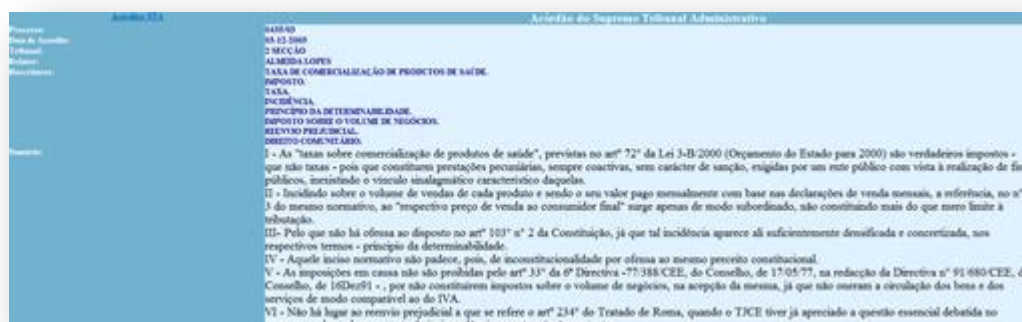 Acórdãos STA
Acórdão do Supremo Tribunal Administrativo
Processo:
Data do Acordão:
03-12-2003
Tribunal:
2 SECÇÃO
Relator:
ALMEIDA LOPES
Descritores:
TAXA DE COMERCIALIZAÇÃO DE PRODUTOS DE SAÚDE.
IMPOSTO.
TAXA.
INCIDÊNCIA.
PRINCÍPIO DA DETERMINABILIDADE.
IMPOSTO SOBRE O VOLUME DE NEGÓCIOS.
REENVIO PREJUDICIAL.
DIREITO COMUNITÁRIO.
Sumário:
I - As "taxas sobre comercialização de produtos de saúde", previstas no artº 72º da Lei 3-B/2000 (Orçamento do Estado para 2000) são verdadeiros impostos -
que não taxas - pois que constituem prestações pecuniárias, sempre coactivas, sem carácter de sanção, exigidas por um ente público com vista à realização de fin
públicos, inexistindo o vínculo sinalagmático característico daquelas.
II - Incidindo sobre o volume de vendas de cada produto e sendo o seu valor pago mensalmente com base nas declarações de venda mensais, a referência, no nº
3 do mesmo normativo, ao "respectivo preço de venda ao consumidor final" surge apenas de modo subordinado, não constituindo mais do que mero limite à
tributação.
III- Pelo que não há ofensa ao disposto no artº 103º nº 2 da Constituição, já que tal incidência aparece ali suficientemente densificada e concretizada, nos
respectivos termos - princípio da determinabilidade.
IV - Aquele inciso normativo não padece, pois, de inconstitucionalidade por ofensa ao mesmo preceito constitucional.
V - As imposições em causa não são proibidas pelo artº 33º da 6ª Directiva -77/388/CEE, do Conselho, de 17/05/77, na redacção da Directiva nº 91/680/CEE, d
Conselho, de 16Dez91 - , por não constituírem impostos sobre o volume de negócios, na acepção da mesma, já que não oneram a circulação dos bens e dos
serviços de modo comparável ao do IVA.
VI - Não há lugar ao reenvio prejudicial a que se refere o artº 234º do Tratado de Roma, quando o TJCE tiver já apreciado a questão essencial debatida no